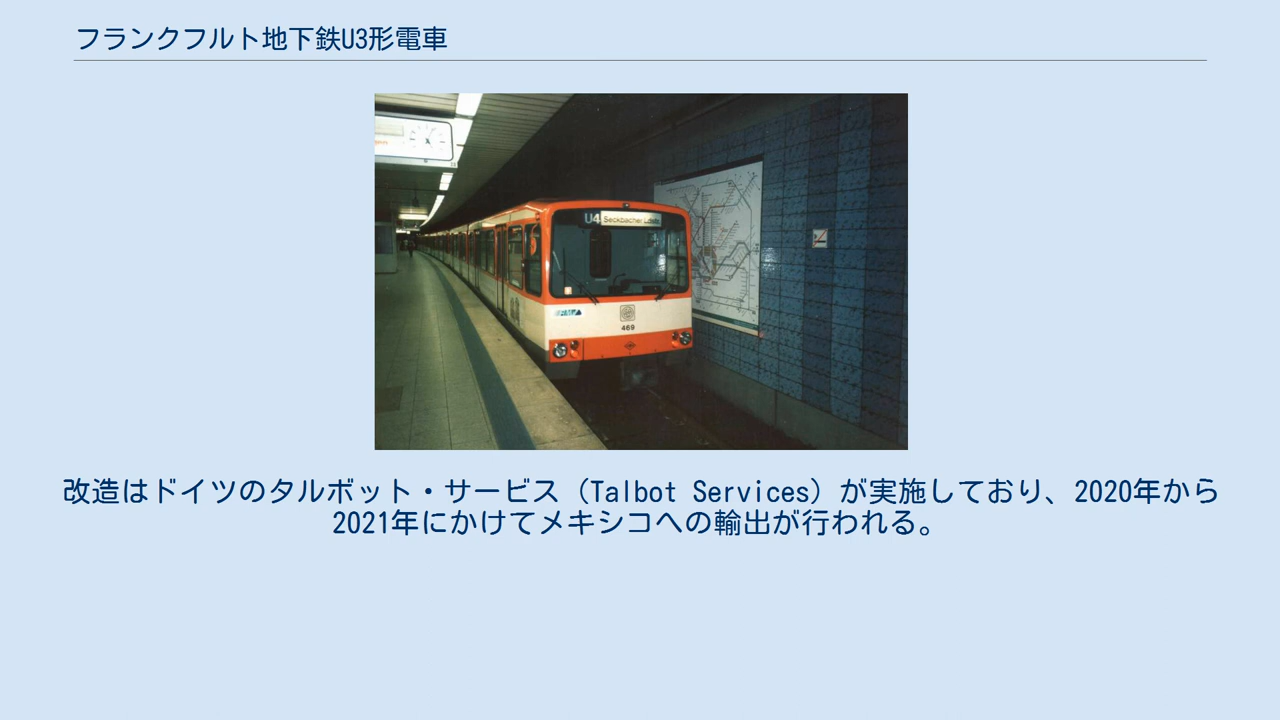 フランクフルト地下鉄U3形電車
U4 Seckbacher Landstr.
469
改造はドイツのタルボット・サービス（Talbot Services）が実施しており、2020年から
2021年にかけてメキシコへの輸出が行われる。